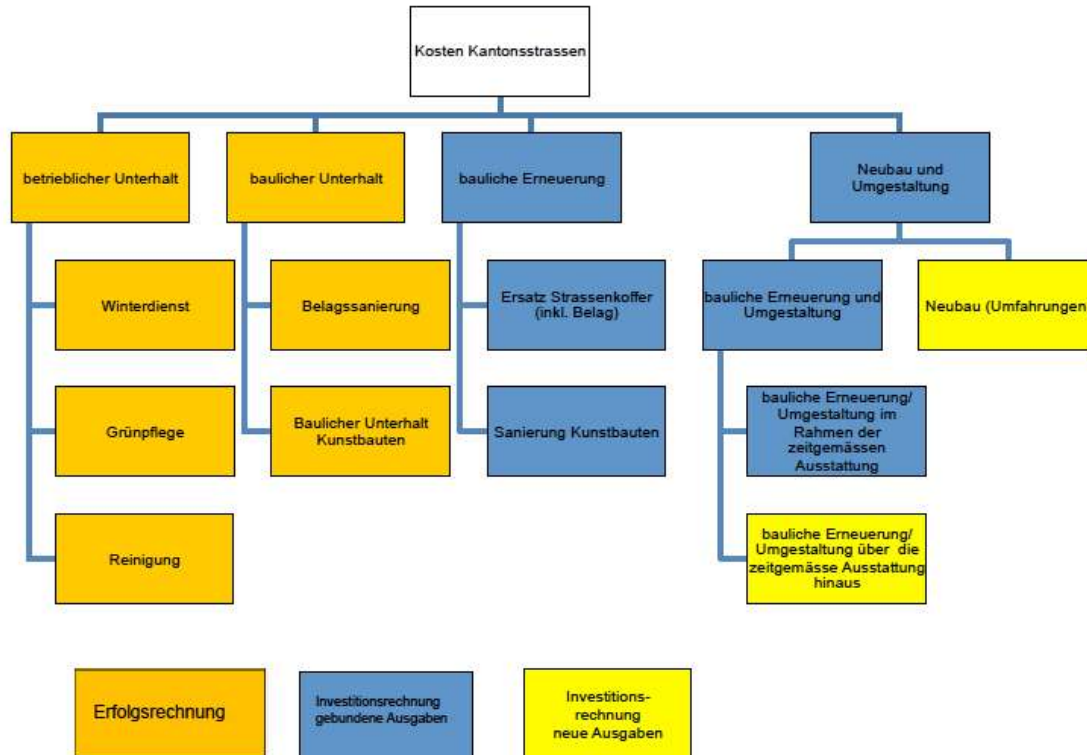 Kosten Kantonsstrassen
betrieblicher Unterhalt
baulicher Unterhalt
bauliche Erneuerung
Neubau und
Umgestaltung
Winterdienst
Belagssanierung
Ersatz Strassenkoffer
(inkl. Belag)
bauliche Erneuerung und
Umgestaltung
Neubau (Umfahrungen
Grünpflege
Baulicher Unterhalt
Kunstbauten
Sanierung Kunstbauten
bauliche Erneuerung/
Umgestaltung im
Rahmen der
zeitgemässen
Ausstattung
Reinigung
bauliche Erneuerung/
Umgestaltung über die
zeitgemässe Ausstattung
hinaus
Erfolgsrechnung
Investitionsrechnung
gebundene Ausgaben
Investitions-
rechnung
neue Ausgaben